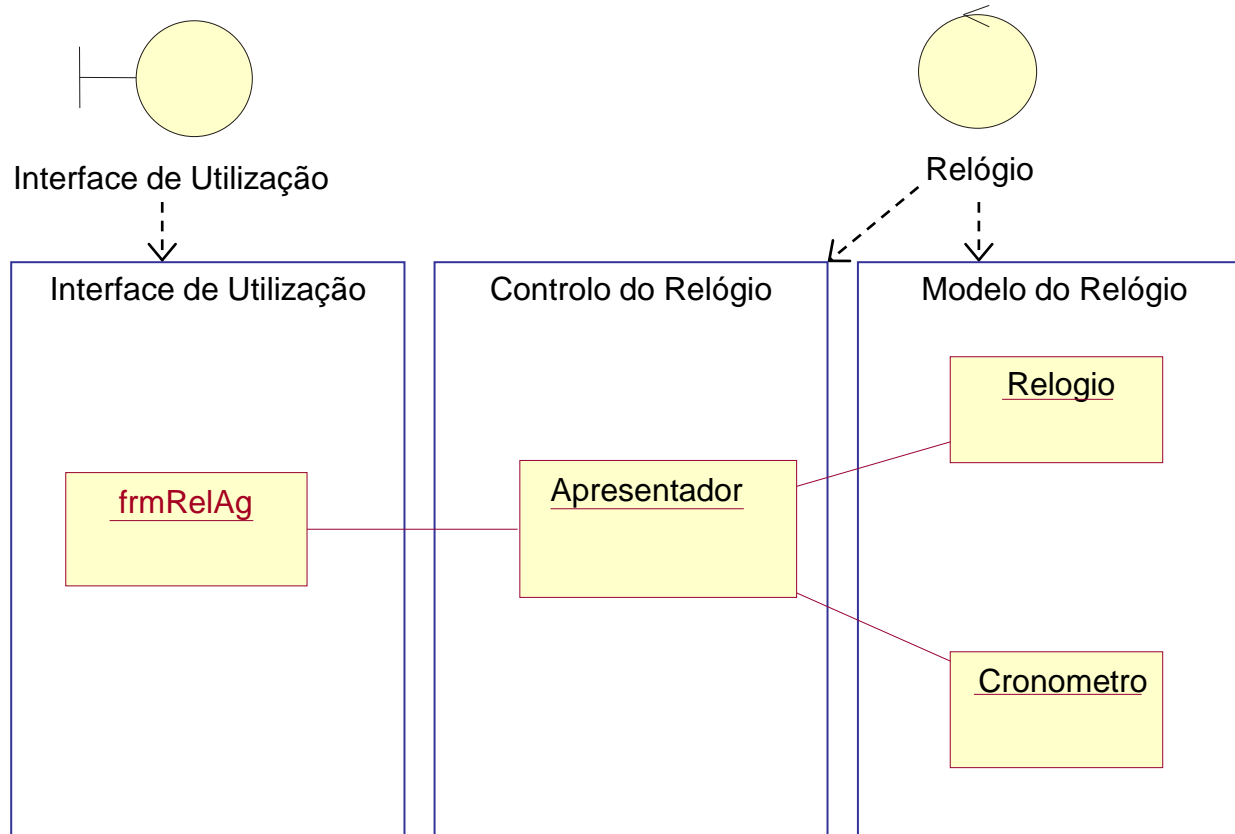 Interface de Utilização
Relógio
Interface de Utilização
Controlo do Relógio
Modelo do Relógio
frmRelAg
Apresentador
Relogio
Cronometro